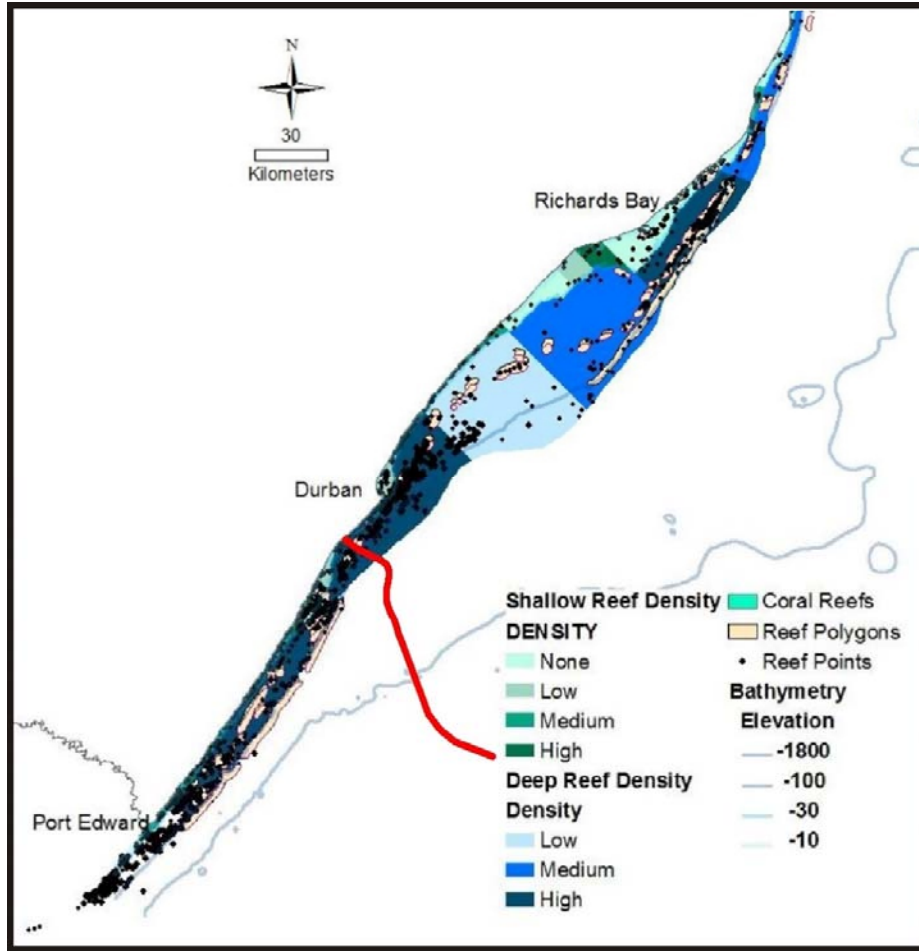 N
30
Kilometers
Richards Bay
Durban
Port Edward
Shallow Reef Density
DENSITY
None
Low
Medium
High
Deep Reef Density
Density
Low
Medium
High
Coral Reefs
Reef Polygons
Reef Points
Bathymetry
Elevation
-1800
-100
-30
-10